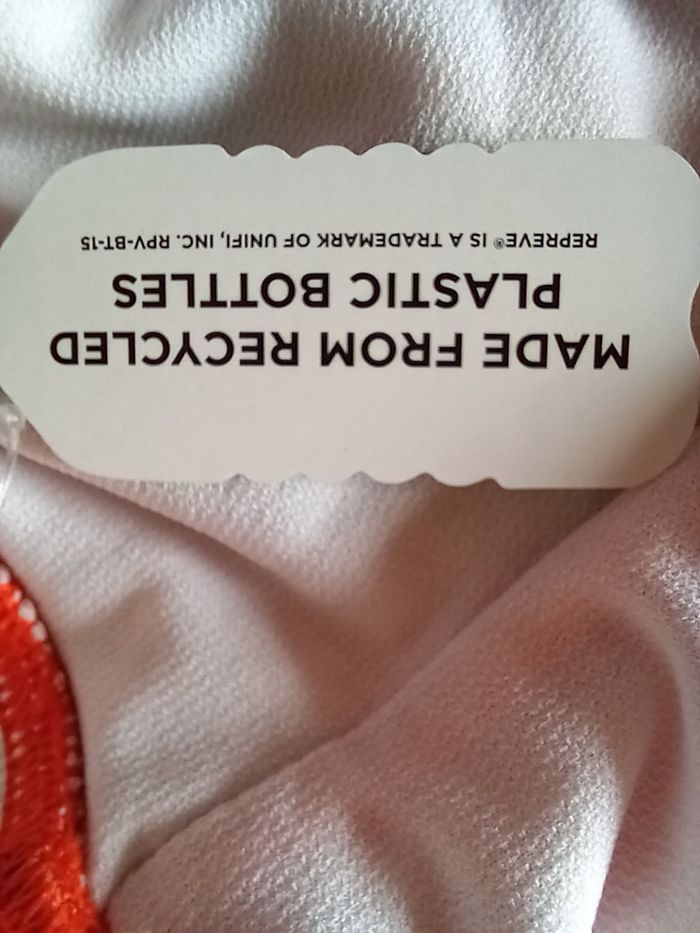 MADE FROM RECYCLED
PLASTIC BOTTLES
REPREVE® IS A TRADEMARK OF UNIFI, INC. RPV-BT-15